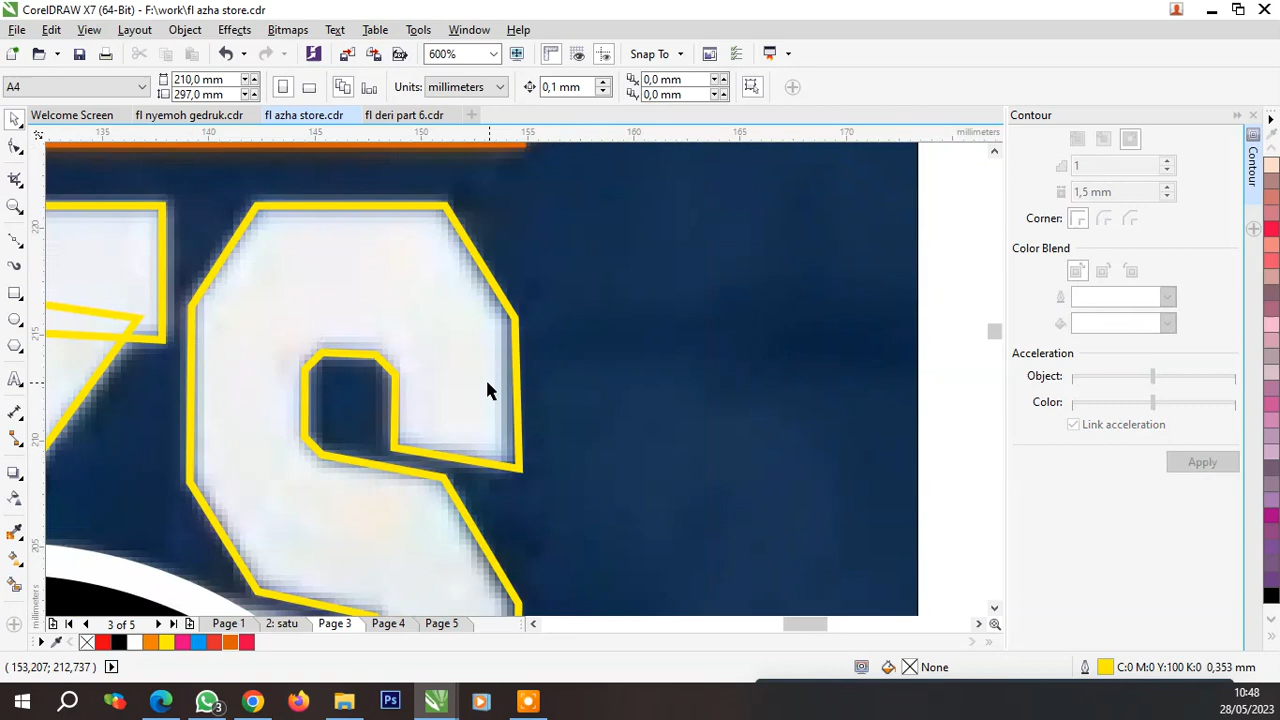 CorelDRAW X7 (64-Bit) - F:\work\fl azha store.cdr
File Edit View Layout Object Effects Bitmaps Text Table Tools Window Help
600% Snap To
A4 210,0 mm 297,0 mm Units: millimeters 0,1 mm 0,0 mm 0,0 mm
Welcome Screen fl nyemoh gedruk.cdr fl azha store.cdr fl deri part 6.cdr
135 140 145 150 155 160 165 170 millimeters
220
215
210
205
millimeters
Contour
1
1,5 mm
Corner:
Color Blend
Acceleration
Object:
Color:
Link acceleration
Apply
Contour
3 of 5 Page 1 2: satu Page 3 Page 4 Page 5
( 153,207; 212,737 ) None C:0 M:0 Y:100 K:0 0,353 mm
3 Ps 10:48
28/05/2023